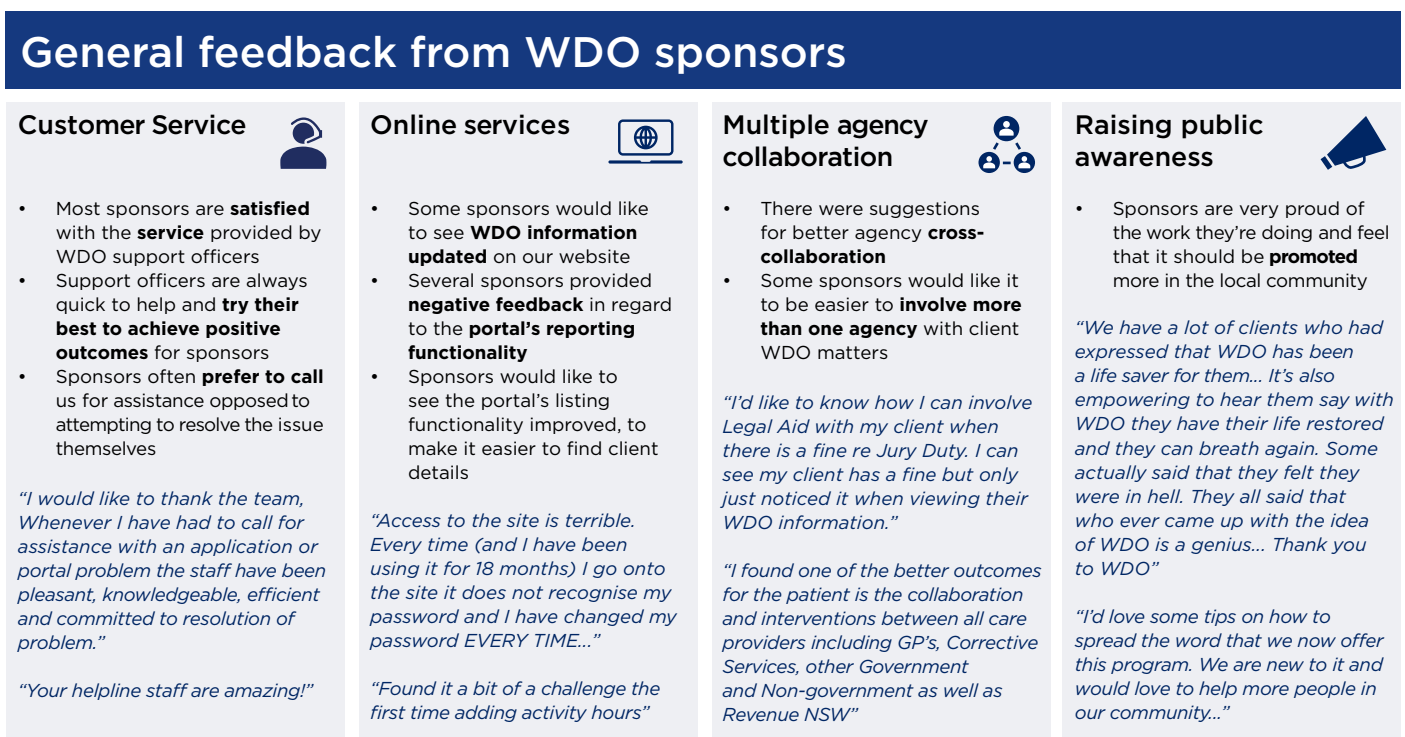 General feedback from WDO sponsors
Customer Service
• Most sponsors are satisfied
with the service provided by
WDO support officers
• Support officers are always
quick to help and try their
best to achieve positive
outcomes for sponsors
• Sponsors often prefer to call
us for assistance opposed to
attempting to resolve the issue
themselves
“I would like to thank the team,
Whenever I have had to call for
assistance with an application or
portal problem the staff have been
pleasant, knowledgeable, efficient
and committed to resolution of
problem.”
“Your helpline staff are amazing!”
Online services
• Some sponsors would like
to see WDO information
updated on our website
• Several sponsors provided
negative feedback in regard
to the portal’s reporting
functionality
• Sponsors would like to
see the portal’s listing
functionality improved, to
make it easier to find client
details
“Access to the site is terrible.
Every time (and I have been
using it for 18 months) I go onto
the site it does not recognise my
password and I have changed my
password EVERY TIME...”
“Found it a bit of a challenge the
first time adding activity hours”
Multiple agency
collaboration
• There were suggestions
for better agency cross-
collaboration
• Some sponsors would like it
to be easier to involve more
than one agency with client
WDO matters
“I’d like to know how I can involve
Legal Aid with my client when
there is a fine re Jury Duty. I can
see my client has a fine but only
just noticed it when viewing their
WDO information.”
“I found one of the better outcomes
for the patient is the collaboration
and interventions between all care
providers including GP’s, Corrective
Services, other Government
and Non-government as well as
Revenue NSW”
Raising public
awareness
• Sponsors are very proud of
the work they’re doing and feel
that it should be promoted
more in the local community
“We have a lot of clients who had
expressed that WDO has been
a life saver for them... It’s also
empowering to hear them say with
WDO they have their life restored
and they can breath again. Some
actually said that they felt they
were in hell. They all said that
who ever came up with the idea
of WDO is a genius... Thank you
to WDO”
“I’d love some tips on how to
spread the word that we now offer
this program. We are new to it and
would love to help more people in
our community...”